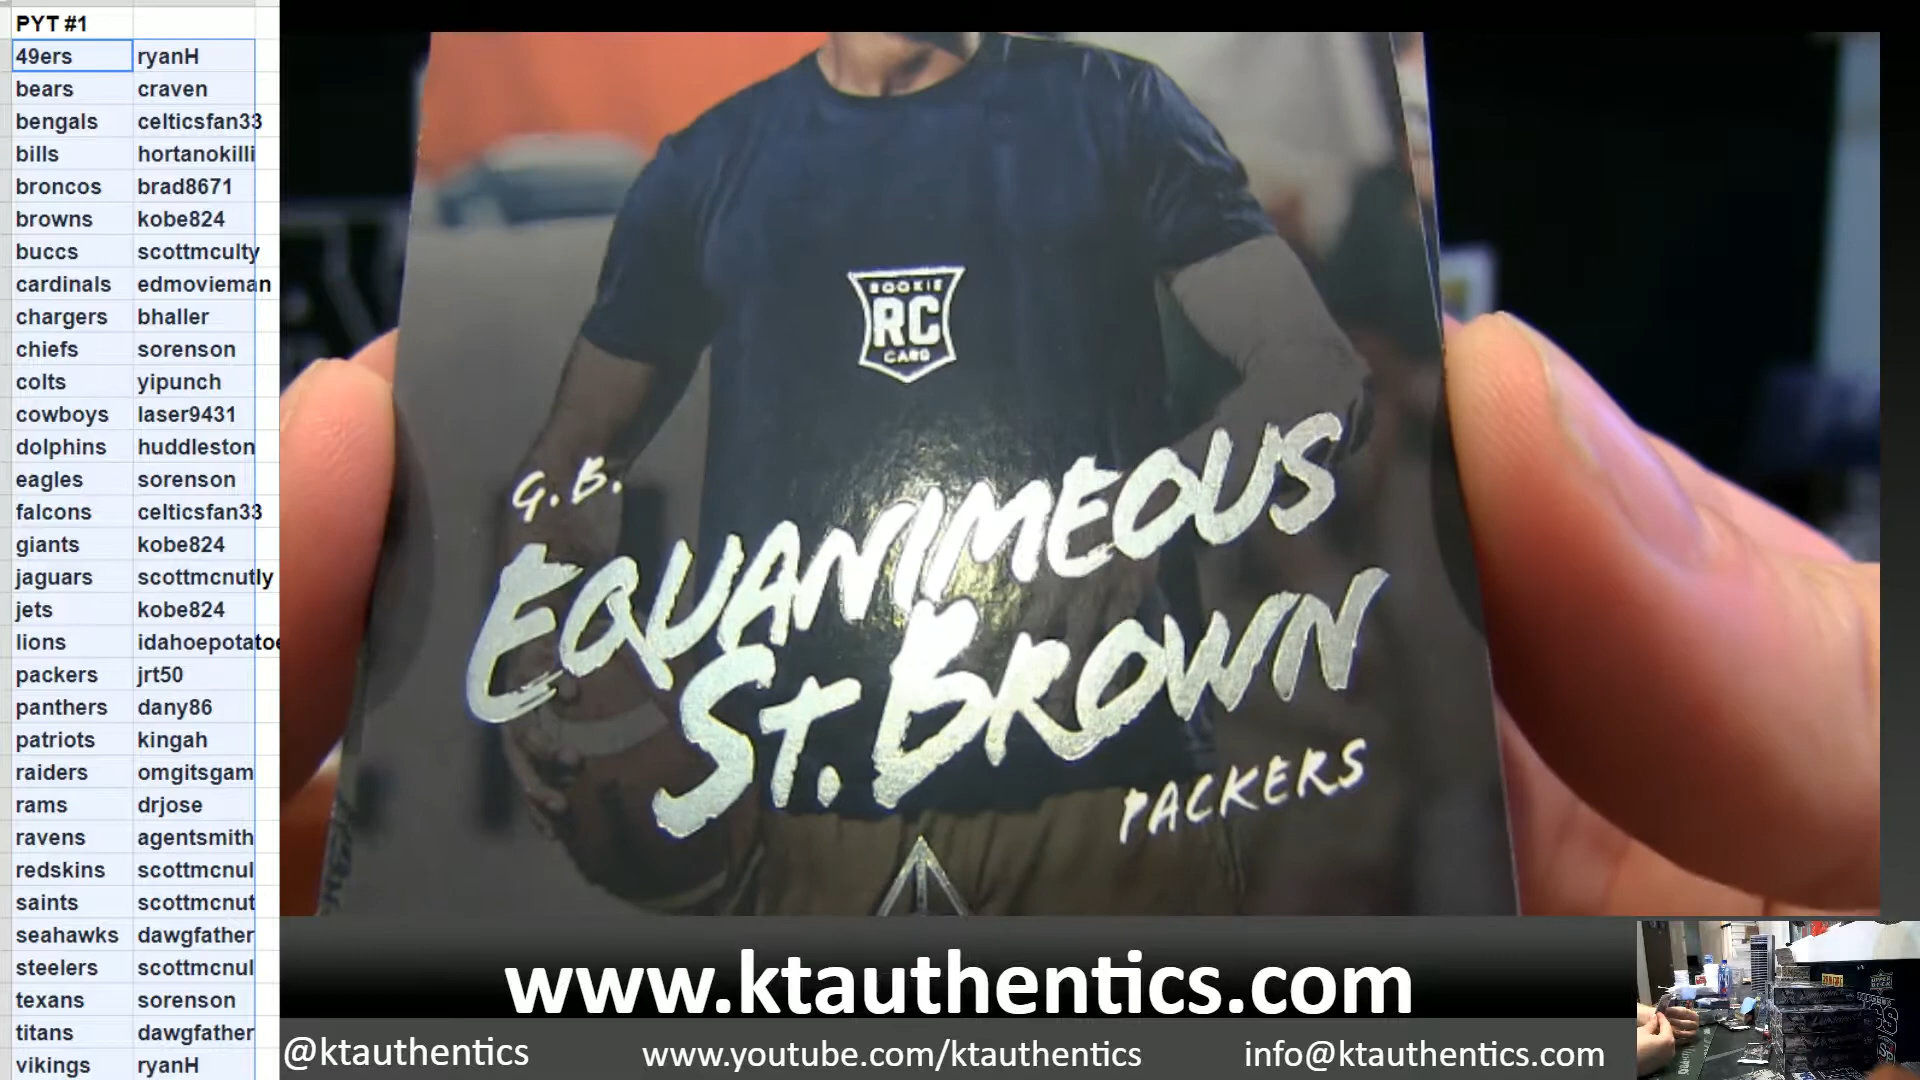 PYT #1
49ers ryanH
bears craven
bengals celticsfan33
bills hortanokilli
broncos brad8671
browns kobe824
buccs scottmculty
cardinals edmovieman
chargers bhaller
chiefs sorenson
colts yipunch
cowboys laser9431
dolphins huddleston
eagles sorenson
falcons celticsfan33
giants kobe824
jaguars scottmcnutly
jets kobe824
lions idahoepotatoe
packers jrt50
panthers dany86
patriots kingah
raiders omgitsgam
rams drjose
ravens agentsmith
redskins scottmcnul
saints scottmcnut
seahawks dawgfather
steelers scottmcnul
texans sorenson
titans dawgfather
vikings ryanH
ROOKIE
RC
CARD
G.B.
EQUANIMEOUS
ST. BROWN
PACKERS
www.ktauthentics.com
@ktauthentics www.youtube.com/ktauthentics info@ktauthentics.com